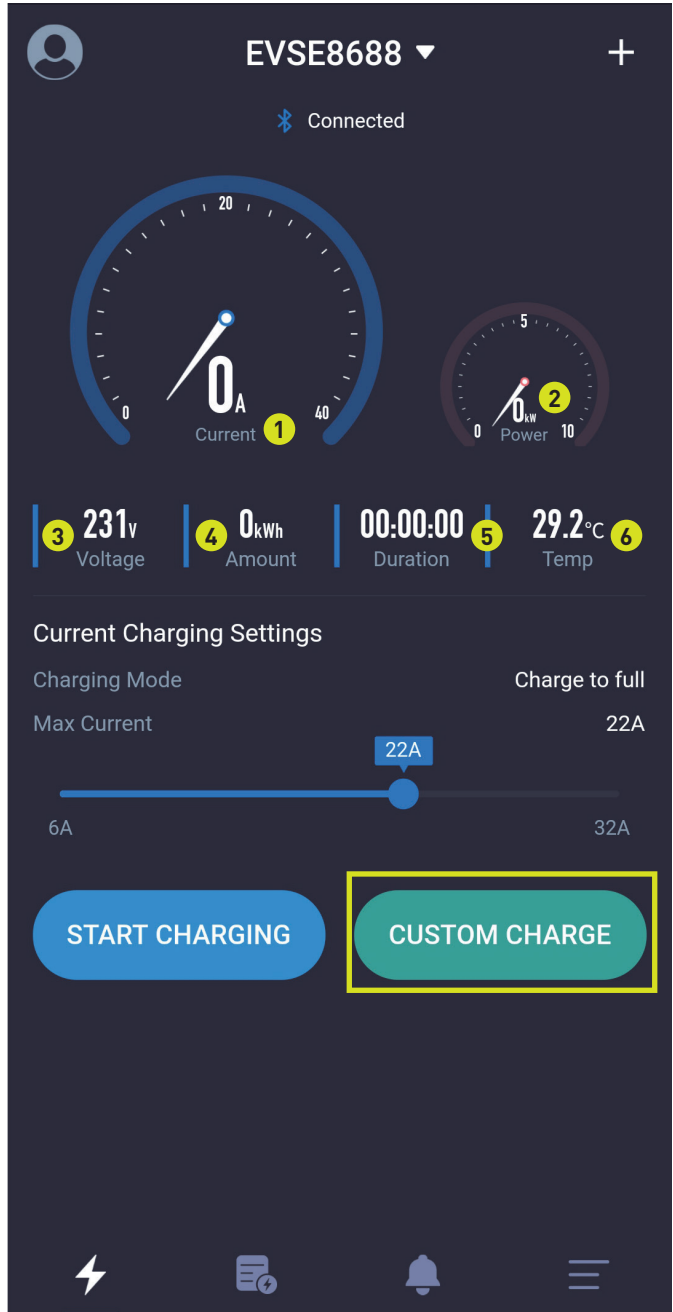 EVSE8688
+
Connected
20
0
40
0A
Current 1
5
0
10
0kW 2
Power
3 231V
Voltage
4 0kWh
Amount
00:00:00 5
Duration
29.2°C 6
Temp
Current Charging Settings
Charging Mode Charge to full
Max Current 22A
22A
6A 32A
START CHARGING CUSTOM CHARGE